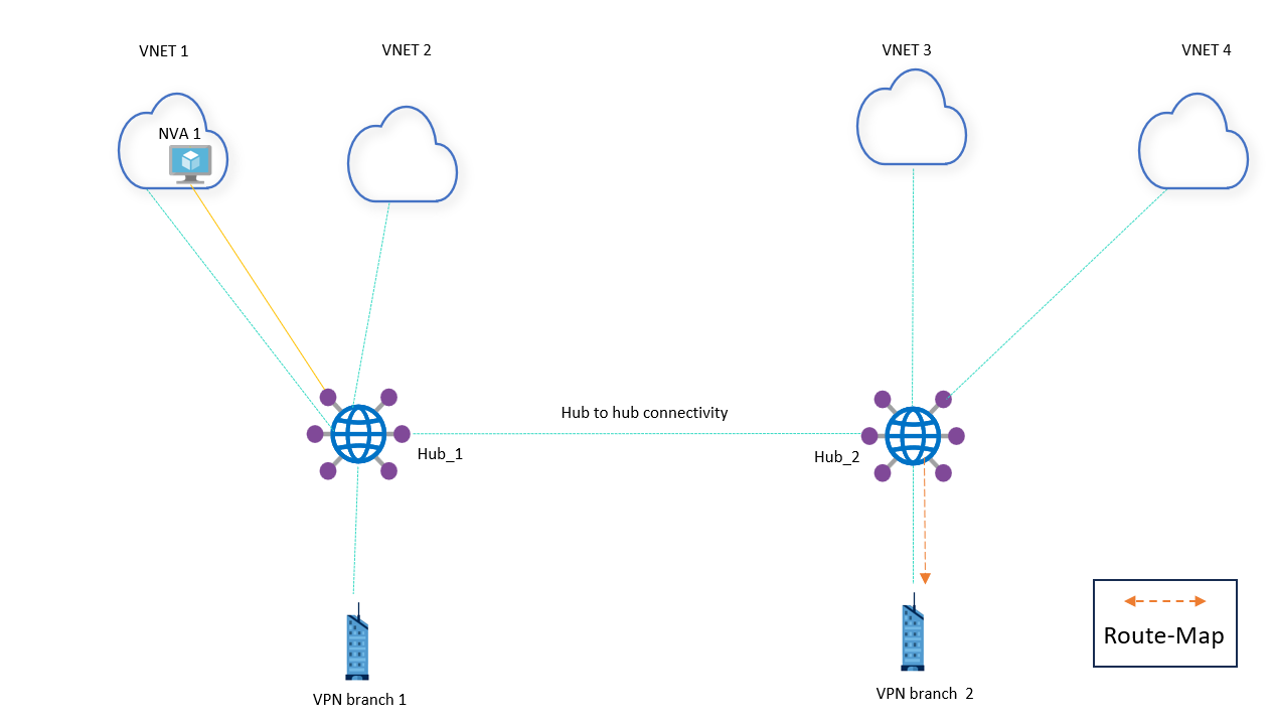 VNET 1
VNET 2
VNET 3
VNET 4
NVA 1
Hub to hub connectivity
Hub_1
Hub_2
Route-Map
VPN branch 1
VPN branch  2